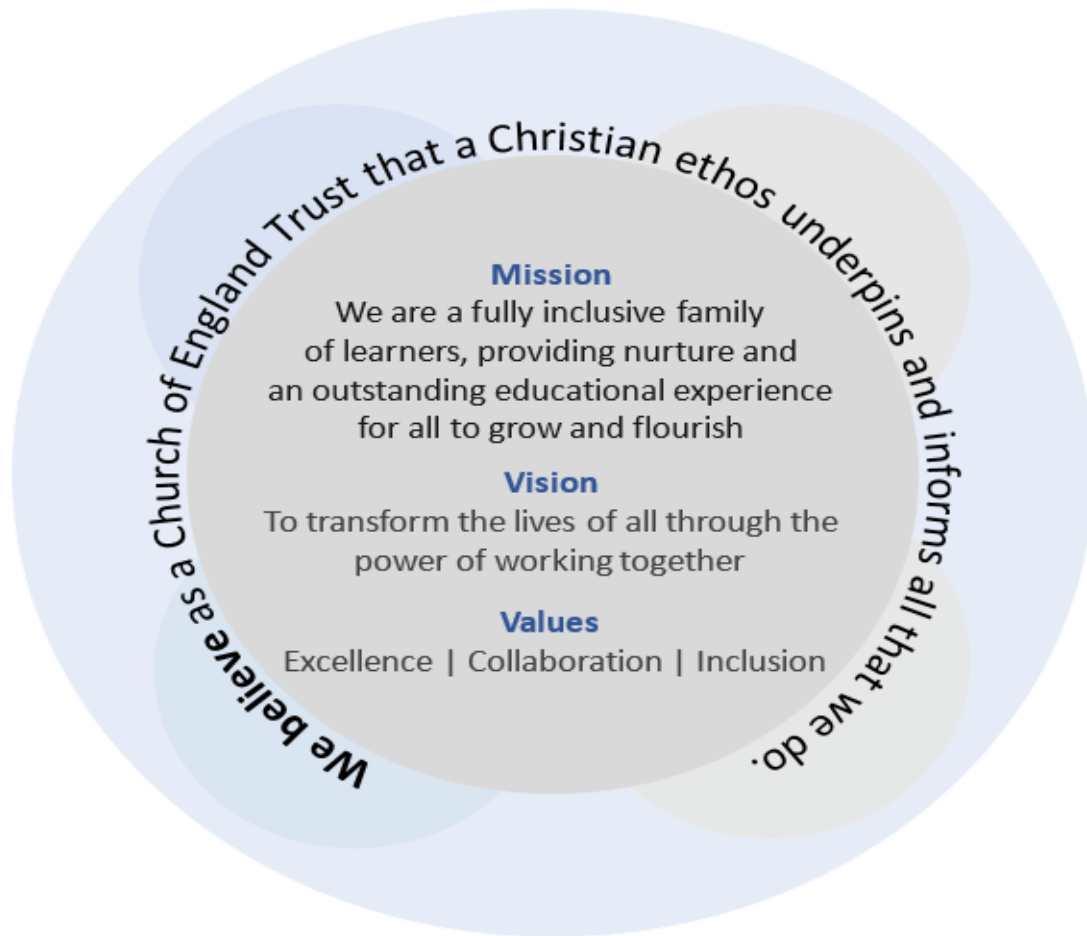 We believe as a Church of England Trust that a Christian ethos underpins and informs all that we do.
Mission
We are a fully inclusive family
of learners, providing nurture and
an outstanding educational experience
for all to grow and flourish
Vision
To transform the lives of all through the
power of working together
Values
Excellence | Collaboration | Inclusion